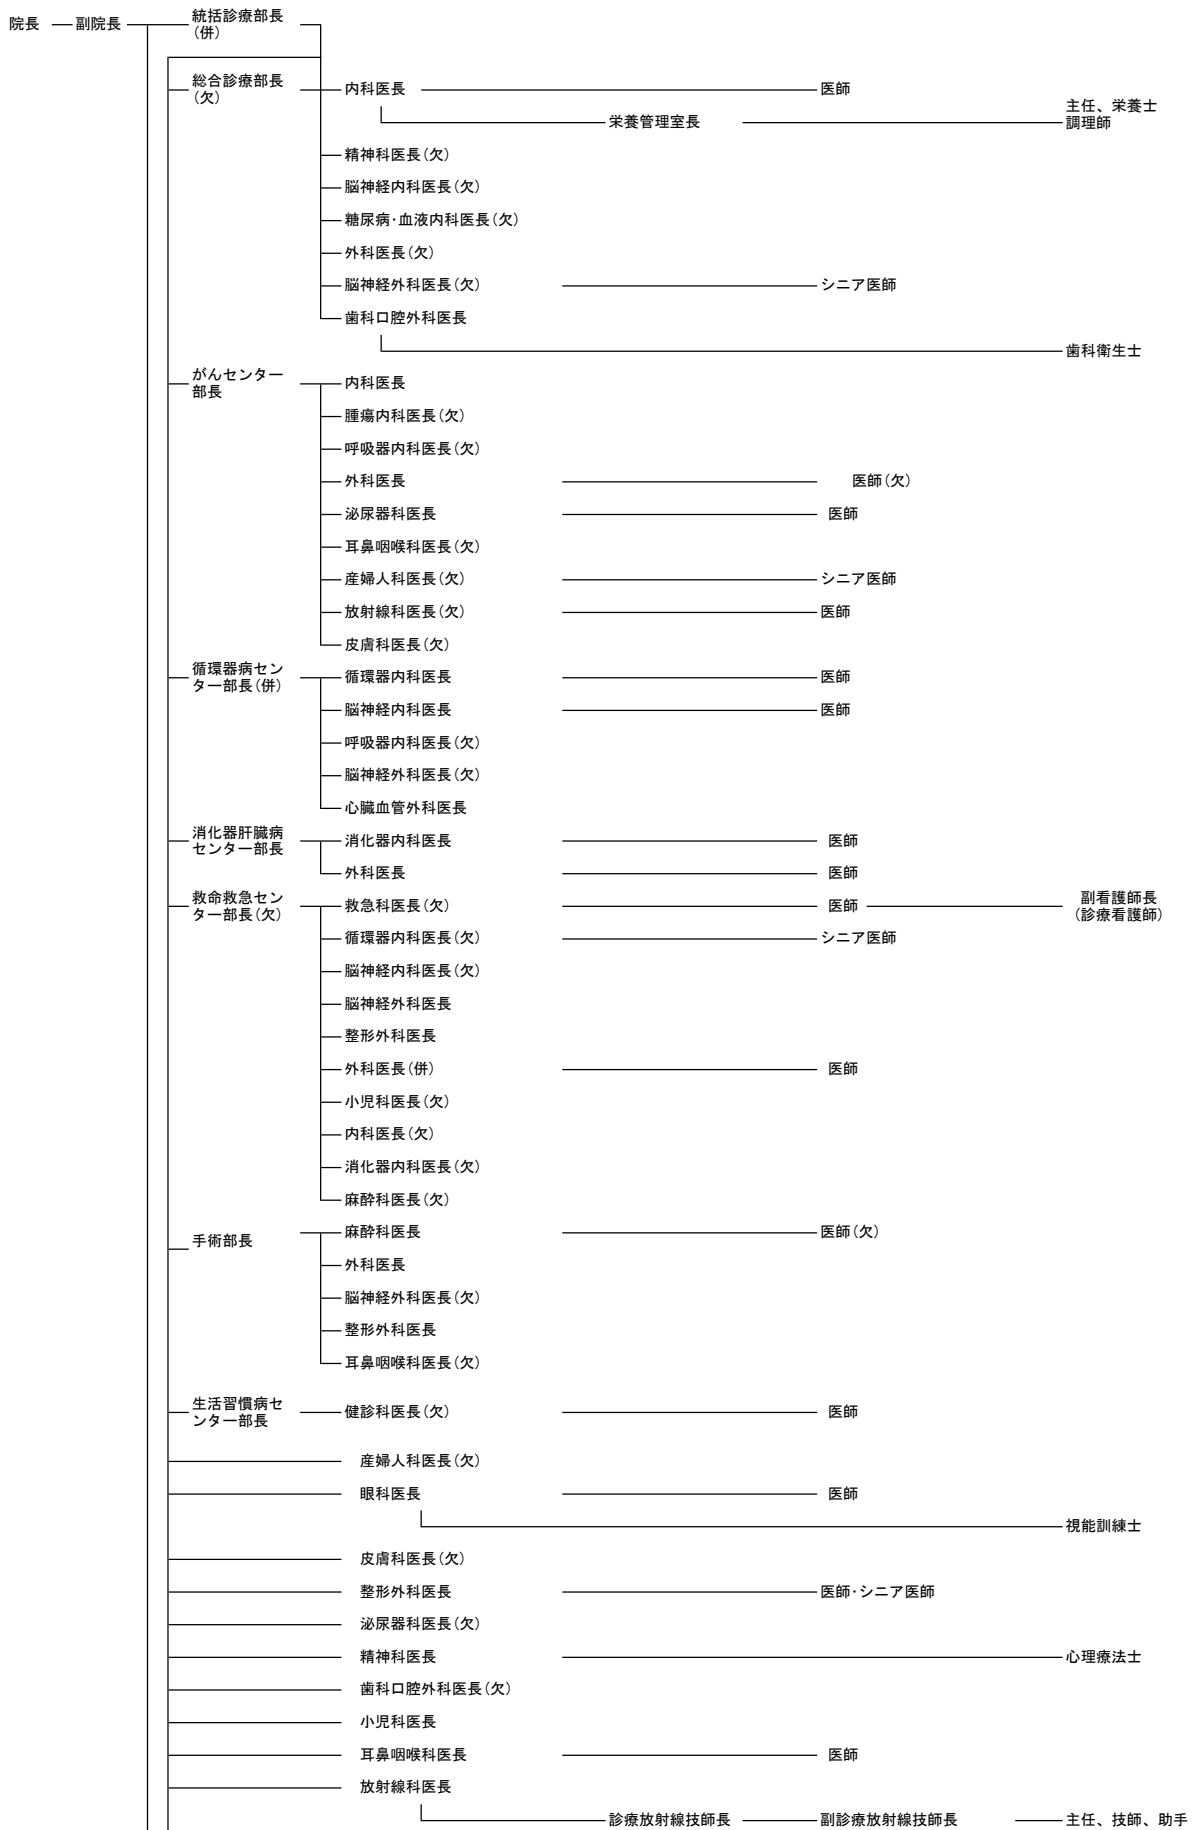 院長 副院長 統括診療部長
(併)
総合診療部長
(欠)
内科医長 医師
栄養管理室長 主任、栄養士
調理師
精神科医長(欠)
脳神経内科医長(欠)
糖尿病・血液内科医長(欠)
外科医長(欠)
脳神経外科医長(欠) シニア医師
歯科口腔外科医長
歯科衛生士
がんセンター
部長
内科医長
腫瘍内科医長(欠)
呼吸器内科医長(欠)
外科医長 医師(欠)
泌尿器科医長 医師
耳鼻咽喉科医長(欠)
産婦人科医長(欠) シニア医師
放射線科医長(欠) 医師
皮膚科医長(欠)
循環器病セン
ター部長(併)
循環器内科医長 医師
脳神経内科医長 医師
呼吸器内科医長(欠)
脳神経外科医長(欠)
心臓血管外科医長
消化器肝臓病
センター部長
消化器内科医長 医師
外科医長 医師
救命救急セン
ター部長(欠)
救急科医長(欠) 医師 副看護師長
(診療看護師)
循環器内科医長(欠) シニア医師
脳神経内科医長(欠)
脳神経外科医長
整形外科医長
外科医長(併) 医師
小児科医長(欠)
内科医長(欠)
消化器内科医長(欠)
麻酔科医長(欠)
手術部長
麻酔科医長 医師(欠)
外科医長
脳神経外科医長(欠)
整形外科医長
耳鼻咽喉科医長(欠)
生活習慣病セ
ンター部長
健診科医長(欠) 医師
産婦人科医長(欠)
眼科医長 医師
視能訓練士
皮膚科医長(欠)
整形外科医長 医師・シニア医師
泌尿器科医長(欠)
精神科医長 心理療法士
歯科口腔外科医長(欠)
小児科医長
耳鼻咽喉科医長 医師
放射線科医長
診療放射線技師長 副診療放射線技師長 主任、技師、助手